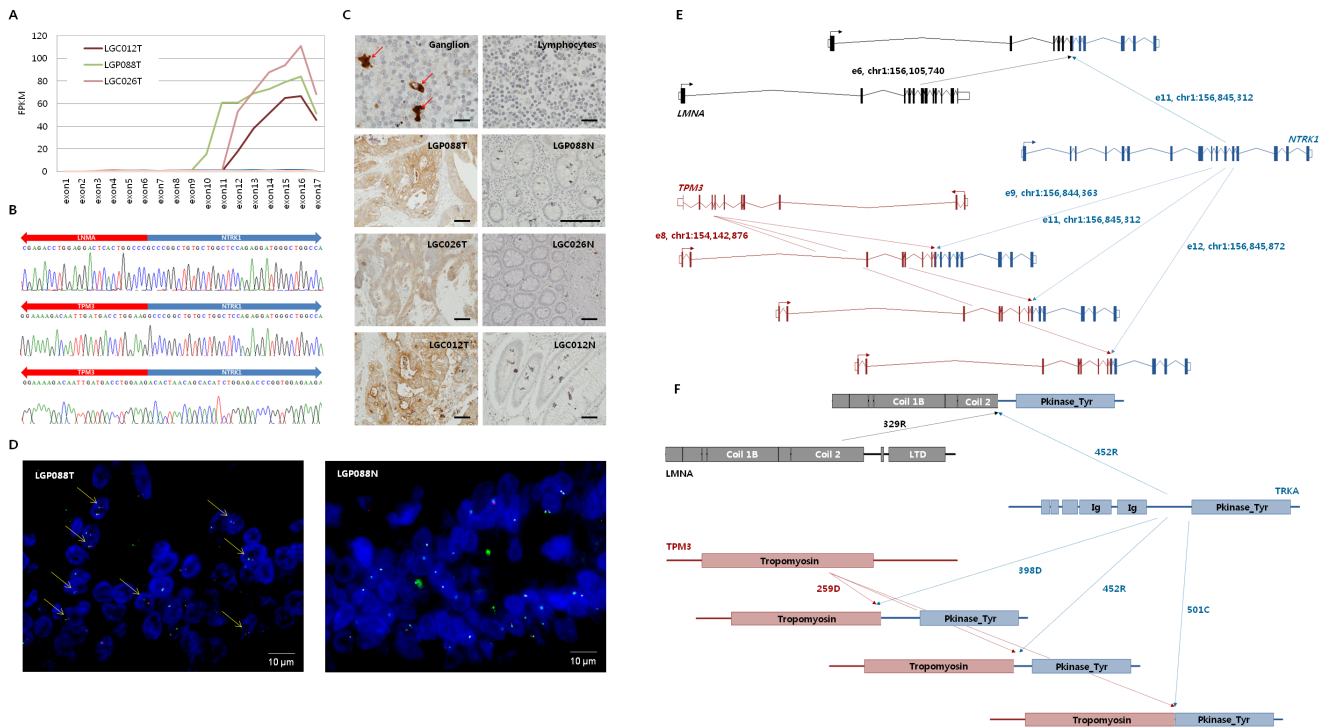 A
LGC012T
LGP088T
LGC026T
120
100
80
60
40
20
0
FPKM
exon1
exon2
exon3
exon4
exon5
exon6
exon7
exon8
exon9
exon10
exon11
exon12
exon13
exon14
exon15
exon16
exon17
B
LNMA NTRK1
CGAGACCTGGAGGACTCACTGGCCCGCCCGGCTGTGCTGGCTCCAGAGGATGGGCTGGCCA
TPM3 NTRK1
GGAAAAGACAATTGATGACCTGGAAGGCCCGGCTGTGCTGGCTCCAGAGGATGGGCTGGCCA
TPM3 NTRK1
GGAAAAGACAATTGATGACCTGGAAGACACTAACAGCACATCTGGAGACCCGGTGGAGAAGA
C
Ganglion
Lymphocytes
LGP088T
LGP088N
LGC026T
LGC026N
LGC012T
LGC012N
D
LGP088T
10 µm
LGP088N
10 µm
E
e6, chr1:156,105,740
LMNA
e11, chr1:156,845,312
NTRK1
TPM3
e9, chr1:156,844,363
e11, chr1:156,845,312
e8, chr1:154,142,876
e12, chr1:156,845,872
F
Coil 1B Coil 2 Pkinase_Tyr
329R
Coil 1B Coil 2 LTD
LMNA
452R
TRKA
Ig Ig Pkinase_Tyr
TPM3
Tropomyosin
398D
259D
452R
501C
Tropomyosin Pkinase_Tyr
Tropomyosin Pkinase_Tyr
Tropomyosin Pkinase_Tyr